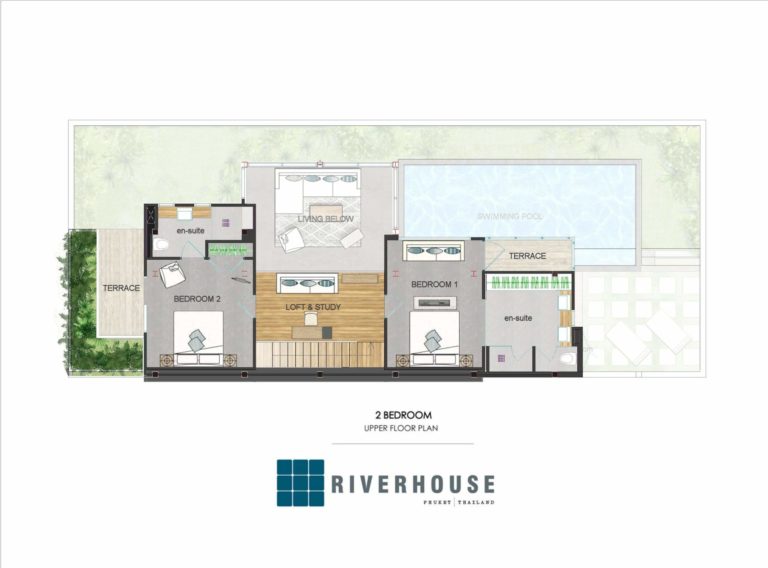 en-suite
LIVING BELOW
SWIMMING POOL
TERRACE
TERRACE
BEDROOM 2
LOFT & STUDY
BEDROOM 1
en-suite
2 BEDROOM
UPPER FLOOR PLAN
RIVERHOUSE
PHUKET | THAILAND